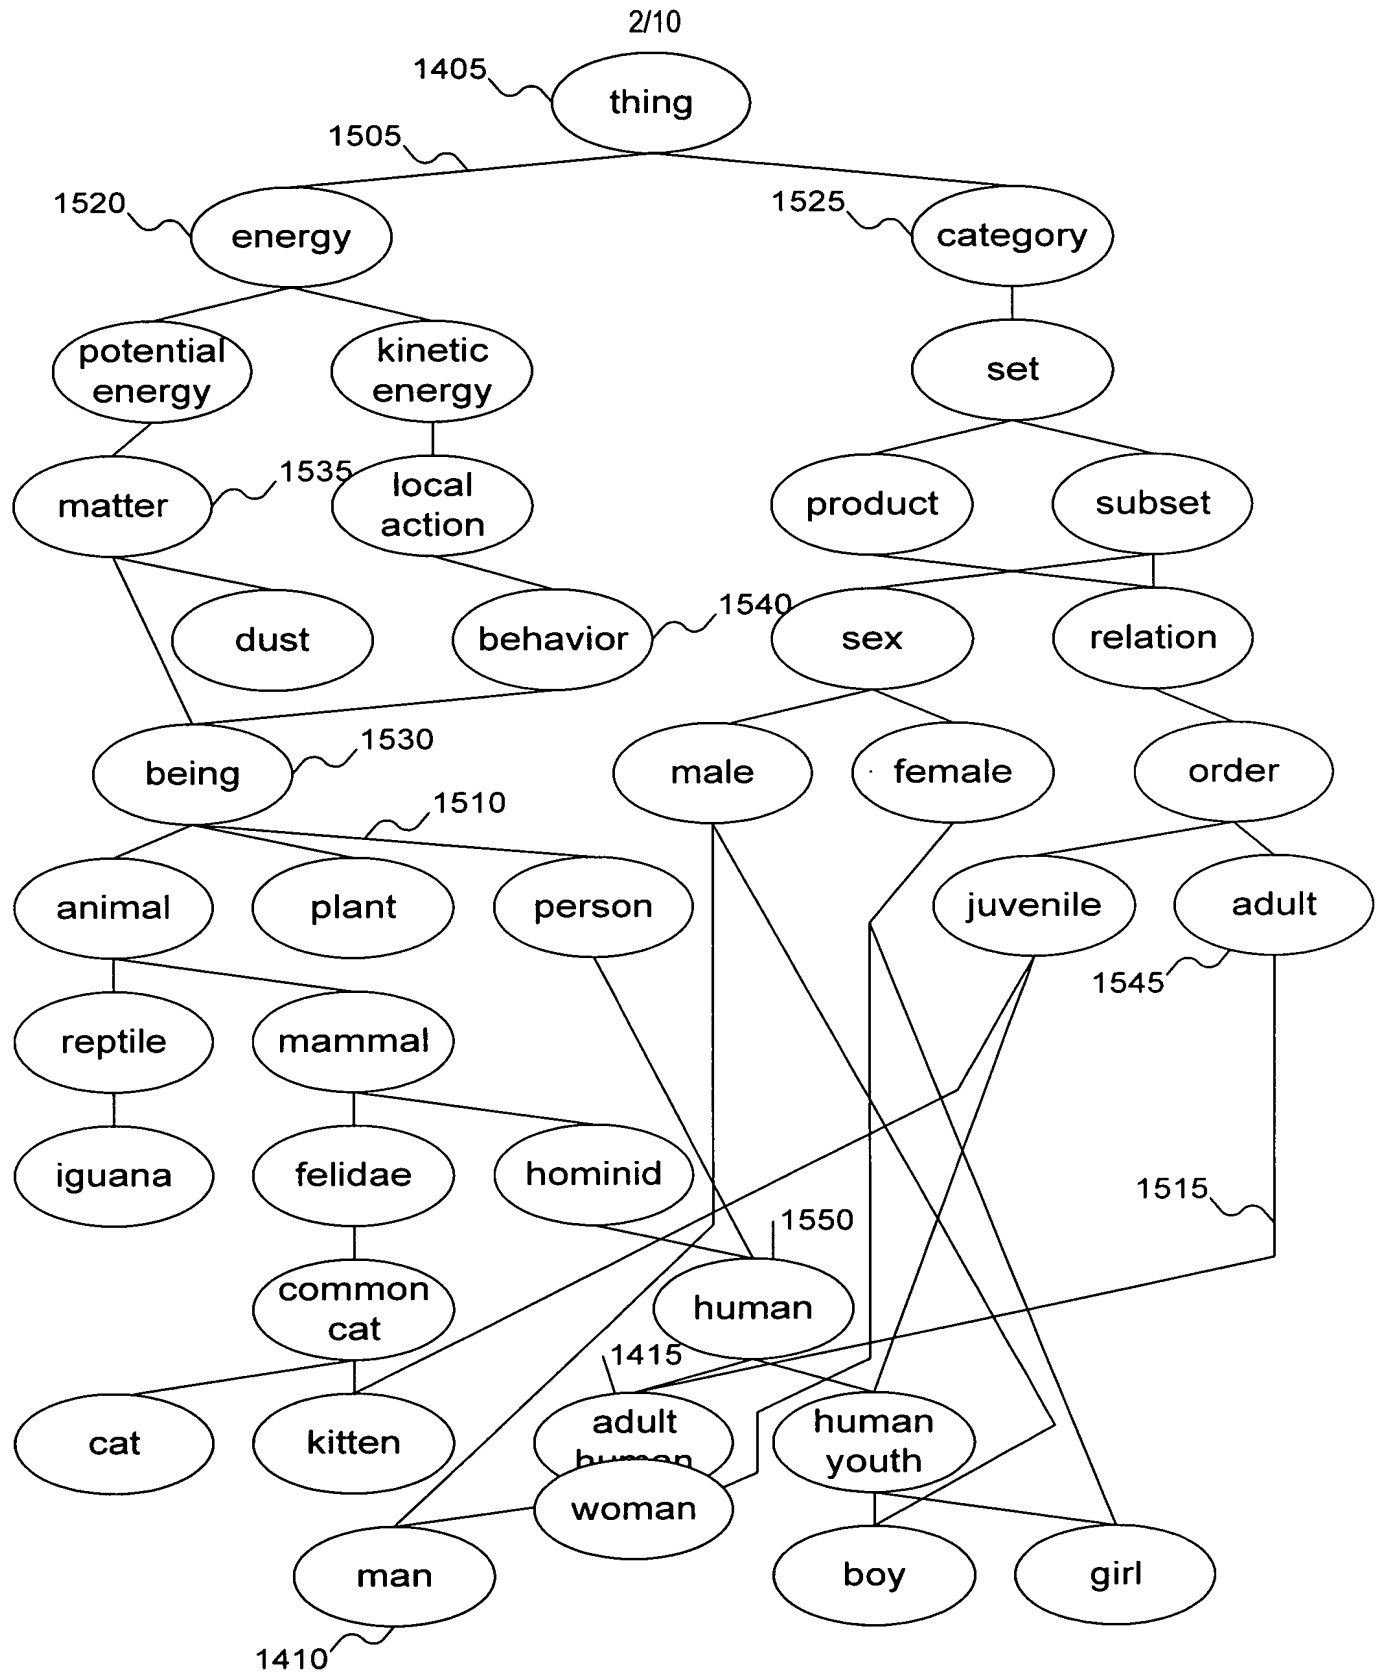 2/10
1405
thing
1505
1520
energy
1525
category
potential
energy
kinetic
energy
set
matter
1535
local
action
product
subset
dust
behavior
1540
sex
relation
being
1530
male
female
order
1510
animal
plant
person
juvenile
adult
1545
reptile
mammal
iguana
felidae
hominid
1515
1550
common
cat
human
1415
cat
kitten
adult
human
human
youth
woman
man
boy
girl
1410